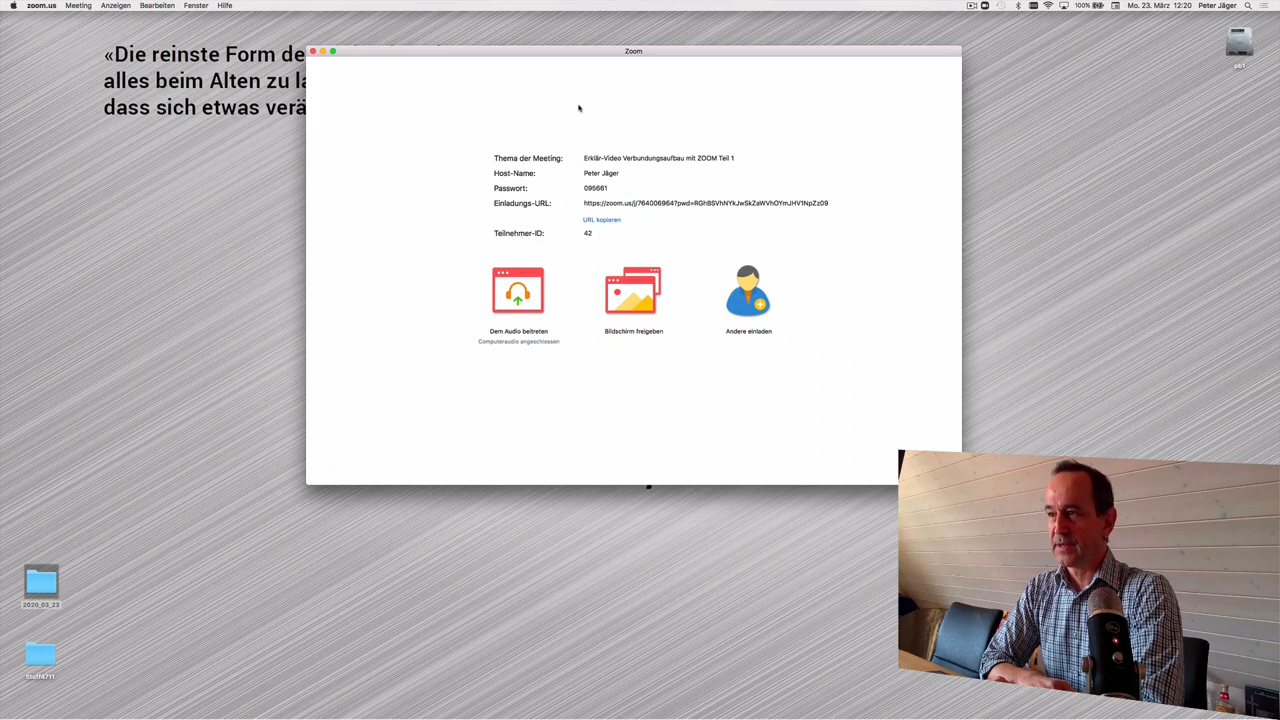 zoom.us Meeting Anzeigen Bearbeiten Fenster Hilfe
100% Mo. 23. März 12:20 Peter Jäger
«Die reinste Form de
alles beim Alten zu la
dass sich etwas verä
pb1
Zoom
Thema der Meeting: Erklär-Video Verbundungsaufbau mit ZOOM Teil 1
Host-Name: Peter Jäger
Passwort: 095661
Einladungs-URL: https://zoom.us/j/764006964?pwd=RGhBSVhNYkJwSkZaWVhOYmJHV1NpZz09
URL kopieren
Teilnehmer-ID: 42
Dem Audio beitreten
Computeraudio angeschlossen
Bildschirm freigeben
Andere einladen
2020_03_23
Stuff4711